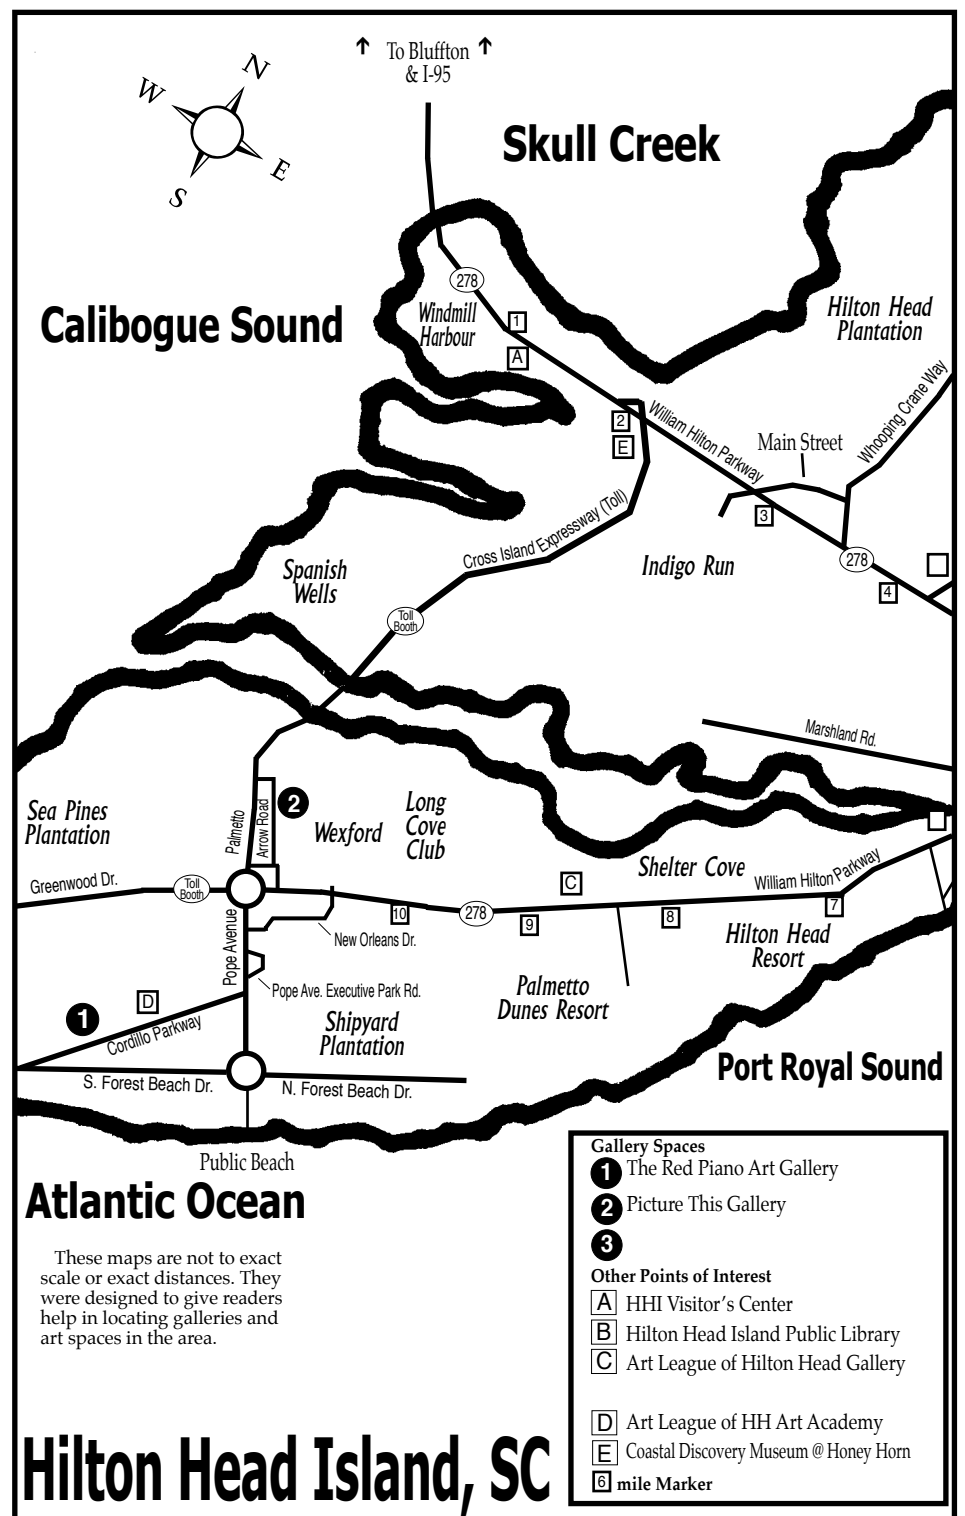 To Bluffton
& I-95
N
W
E
S
Skull Creek
278
Calibogue Sound
Windmill
Harbour
1
A
Hilton Head
Plantation
2
E
William Hilton Parkway
Main Street
Whooping Crane Way
3
278
4
Cross Island Expressway (Toll)
Indigo Run
Spanish
Wells
Toll
Booth
Marshland Rd.
Sea Pines
Plantation
Palmetto
Arrow Road
2
Wexford
Long
Cove
Club
Shelter Cove
William Hilton Parkway
Greenwood Dr.
Toll
Booth
C
10
278
9
8
7
New Orleans Dr.
Hilton Head
Resort
Pope Avenue
Pope Ave. Executive Park Rd.
Palmetto
Dunes Resort
D
1
Cordillo Parkway
Shipyard
Plantation
Port Royal Sound
S. Forest Beach Dr.
N. Forest Beach Dr.
Public Beach
Atlantic Ocean
These maps are not to exact
scale or exact distances. They
were designed to give readers
help in locating galleries and
art spaces in the area.
Gallery Spaces
1 The Red Piano Art Gallery
2 Picture This Gallery
3
Other Points of Interest
A HHI Visitor's Center
B Hilton Head Island Public Library
C Art League of Hilton Head Gallery
D Art League of HH Art Academy
E Coastal Discovery Museum @ Honey Horn
6 mile Marker
Hilton Head Island, SC